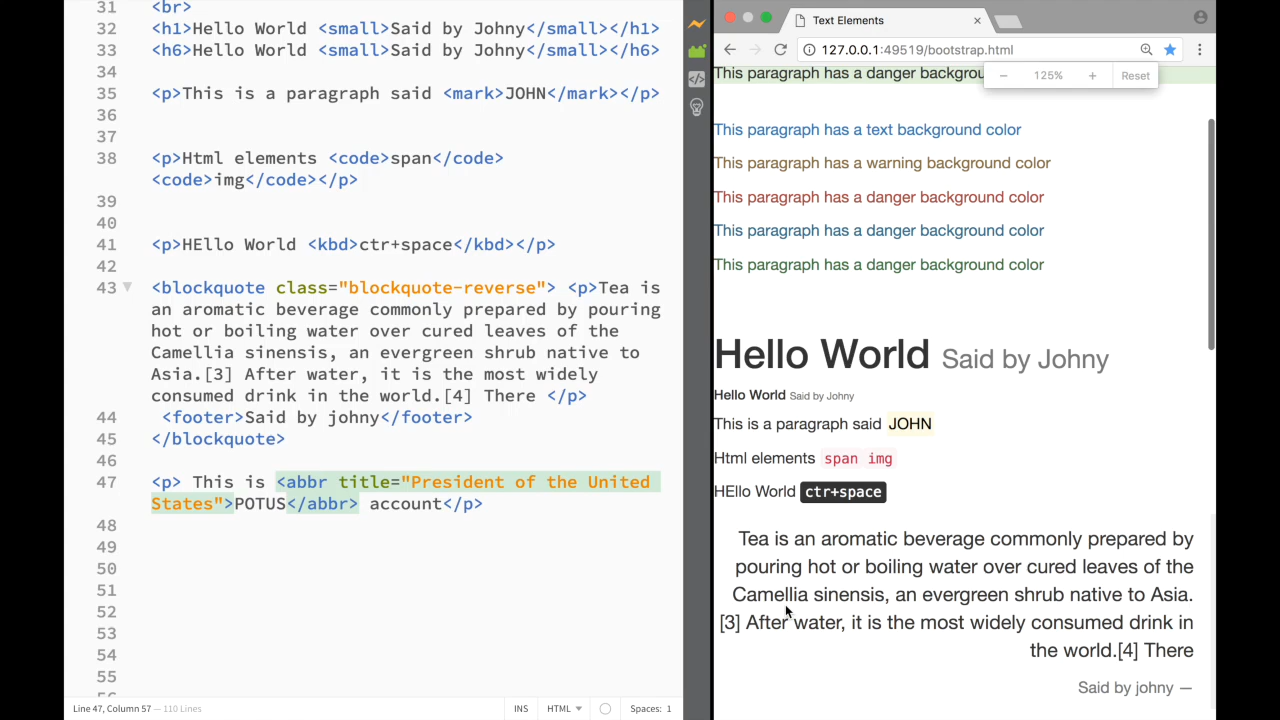 31 <br>
32 <h1>Hello World <small>Said by Johny</small></h1>
33 <h6>Hello World <small>Said by Johny</small></h6>
34
35 <p>This is a paragraph said <mark>JOHN</mark></p>
36
37
38 <p>Html elements <code>span</code>
<code>img</code></p>
39
40
41 <p>HEllo World <kbd>ctr+space</kbd></p>
42
43 <blockquote class="blockquote-reverse"> <p>Tea is
an aromatic beverage commonly prepared by pouring
hot or boiling water over cured leaves of the
Camellia sinensis, an evergreen shrub native to
Asia.[3] After water, it is the most widely
consumed drink in the world.[4] There </p>
44 <footer>Said by johny</footer>
45 </blockquote>
46
47 <p> This is <abbr title="President of the United
States">POTUS</abbr> account</p>
48
49
50
51
52
53
54
55
Line 47, Column 57 — 110 Lines
INS HTML Spaces: 1
Text Elements
127.0.0.1:49519/bootstrap.html
This paragraph has a danger backgrou
125% Reset
This paragraph has a text background color
This paragraph has a warning background color
This paragraph has a danger background color
This paragraph has a danger background color
This paragraph has a danger background color
Hello World Said by Johny
Hello World Said by Johny
This is a paragraph said JOHN
Html elements span img
HEllo World ctr+space
Tea is an aromatic beverage commonly prepared by
pouring hot or boiling water over cured leaves of the
Camellia sinensis, an evergreen shrub native to Asia.
[3] After water, it is the most widely consumed drink in
the world.[4] There
Said by johny —